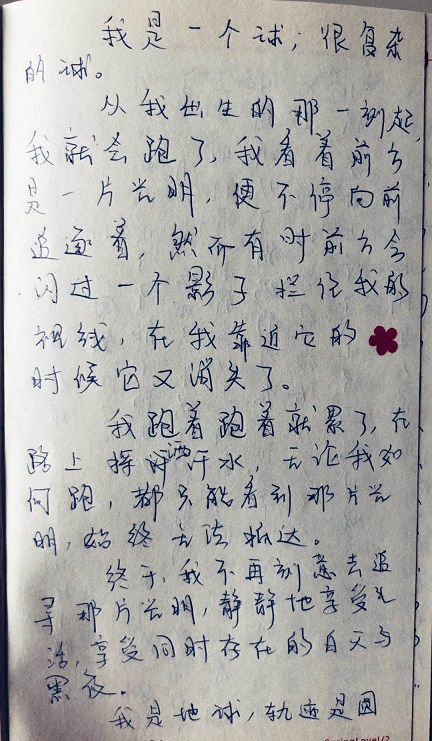 我是一个球，很复杂
的球。
从我出生的那一刻起，
我就会跑了，我看着前方
是一片光明，便不停向前
追逐着，然而有时前方会
闪过一个影子拦住我的
视线，在我靠近它的
时候它又消失了。
我跑着跑着就累了，在
路上挥洒汗水，无论我如
何跑，都只能看到那片光
明，始终无法抵达。
终于，我不再刻意去追
寻那片光明，静静地享受生
活，享受同时存在的白天与
黑夜。
我是地球，轨迹是圆